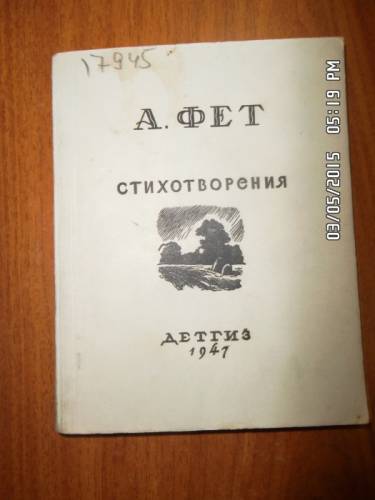 17945
А. ФЕТ
СТИХОТВОРЕНИЯ
ДЕТГИЗ
1947
03/05/2015 05:19 PM